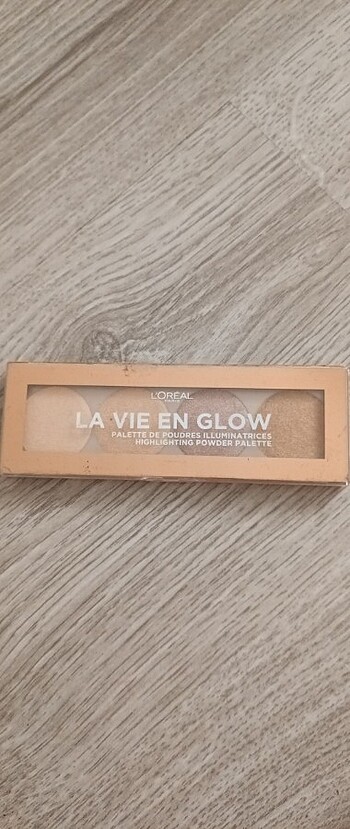 L'ORÉAL
PARIS
LA VIE EN GLOW
PALETTE DE POUDRES ILLUMINATRICES
HIGHLIGHTING POWDER PALETTE